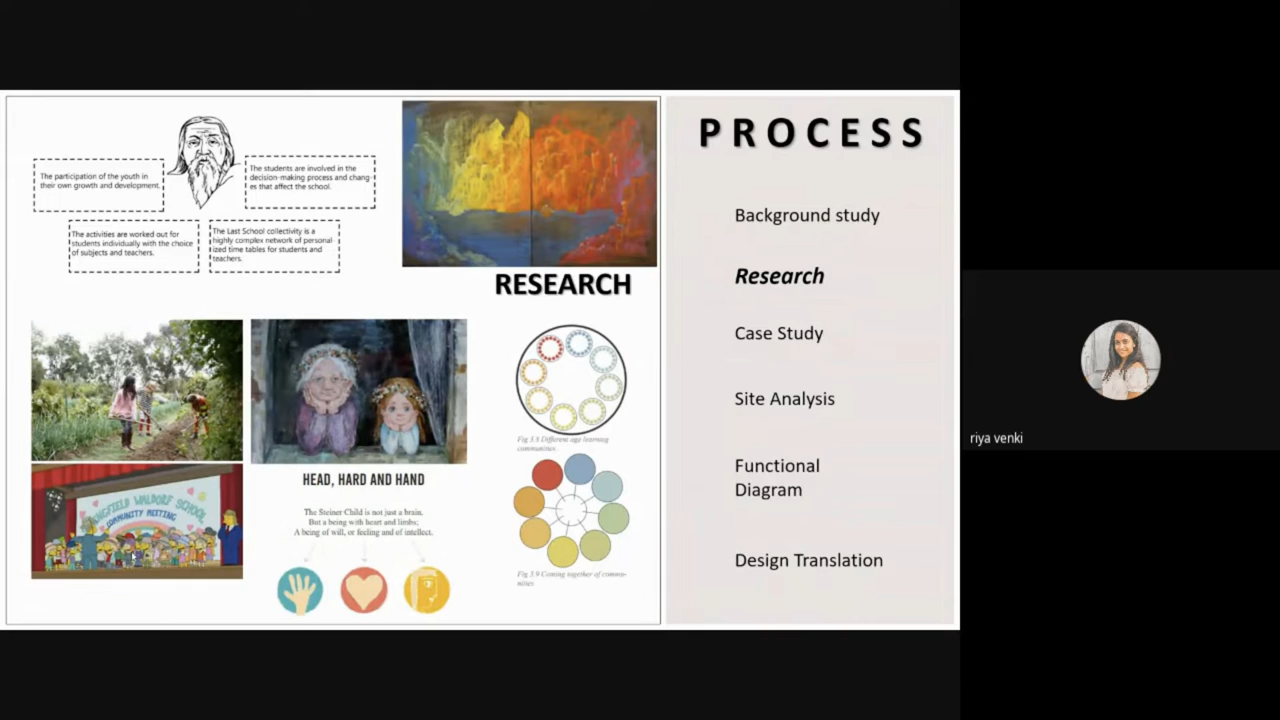 The participation of the youth in
their own growth and development.
The students are involved in the
decision-making process and chang-
es that affect the school.
The activities are worked out for
students individually with the choice
of subjects and teachers.
The Last School collectivity is a
highly complex network of personal-
ized time tables for students and
teachers.
RESEARCH
WALDORF SCHOOL
COMMUNITY MEETING
HEAD, HARD AND HAND
The Steiner Child is not just a brain,
But a being with heart and limbs;
A being of will, or feeling and of intellect.
Fig 3.8 Different age learning
communities.
Fig 3.9 Coming together of commu-
nities
PROCESS
Background study
Research
Case Study
Site Analysis
Functional
Diagram
Design Translation
riya venki